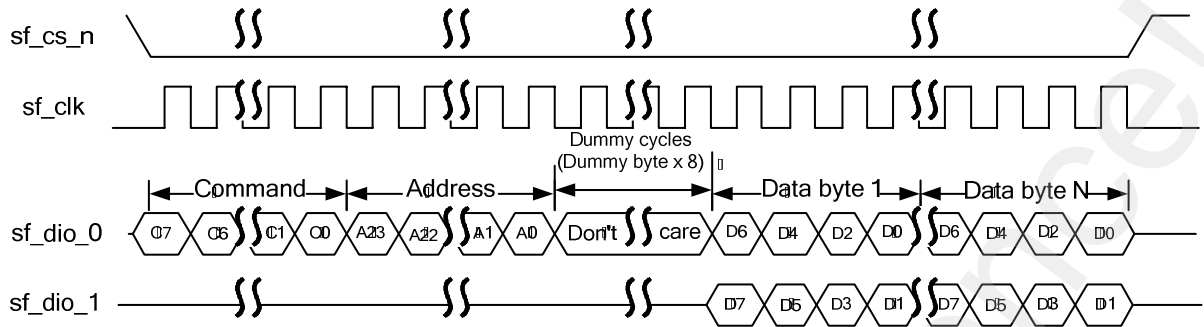 sf_cs_n
sf_clk
Dummy cycles
(Dummy byte x 8)
Command
Address
Data byte 1
Data byte N
sf_dio_0
C7 C6 C1 C0 A23 A22 A1 A0 Don't care D6 D4 D2 D0 D6 D4 D2 D0
sf_dio_1
D7 D5 D3 D1 D7 D5 D3 D1